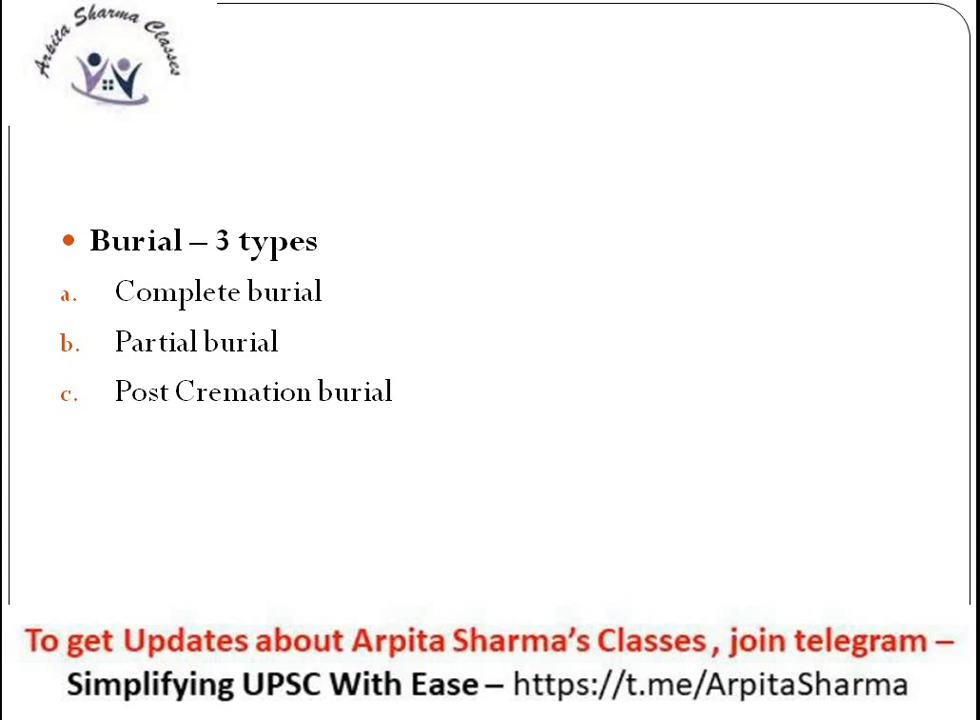 Arpita Sharma Classes
• Burial – 3 types
a. Complete burial
b. Partial burial
c. Post Cremation burial
To get Updates about Arpita Sharma's Classes, join telegram –
Simplifying UPSC With Ease – https://t.me/ArpitaSharma